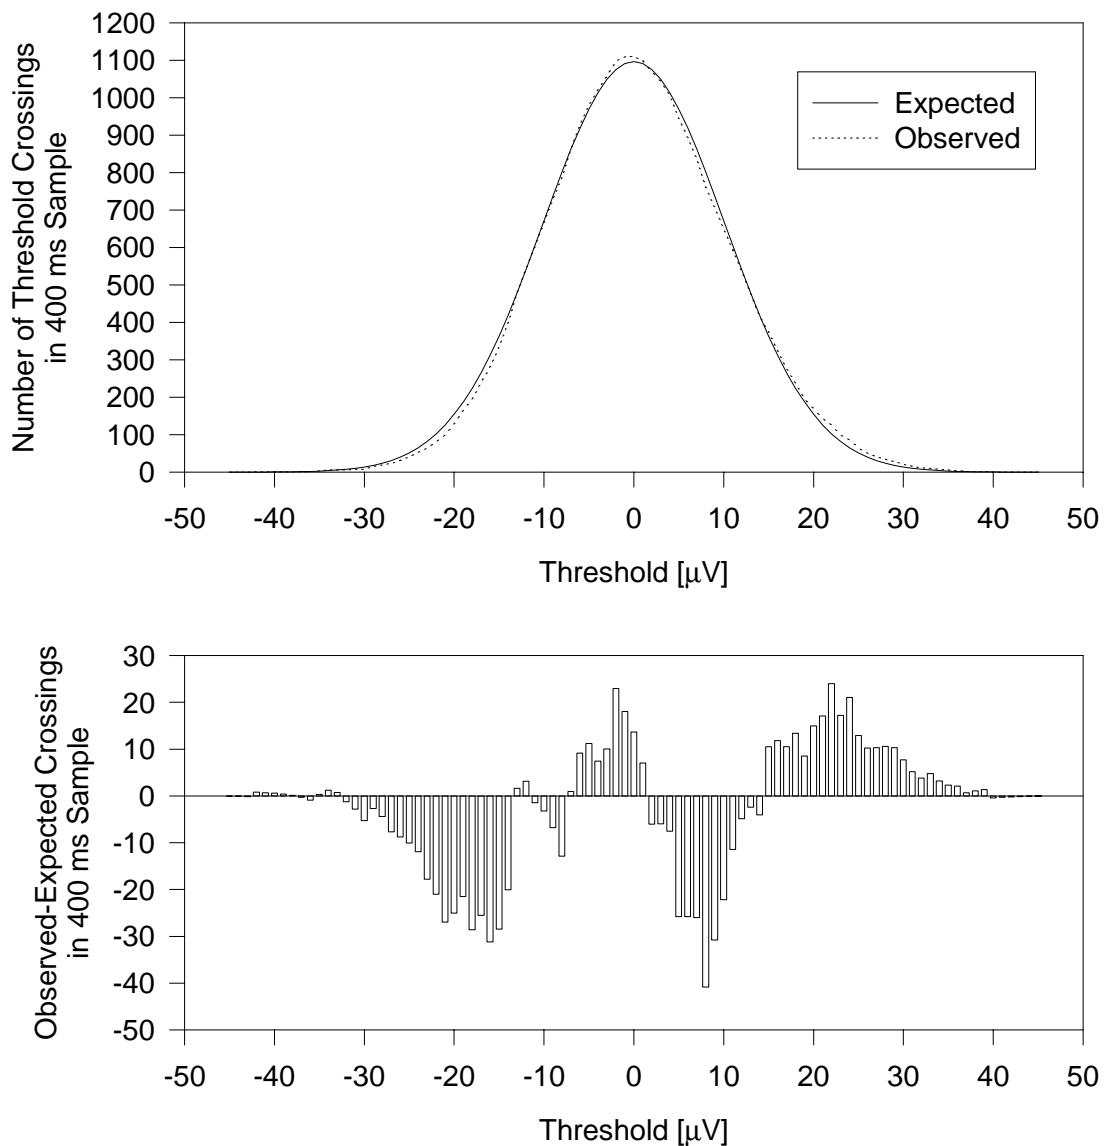 1200
1100
1000
900
800
700
600
500
400
300
200
100
0
Number of Threshold Crossings
in 400 ms Sample
Expected
Observed
-50 -40 -30 -20 -10 0 10 20 30 40 50
Threshold [μV]
30
20
10
0
-10
-20
-30
-40
-50
Observed-Expected Crossings
in 400 ms Sample
-50 -40 -30 -20 -10 0 10 20 30 40 50
Threshold [μV]